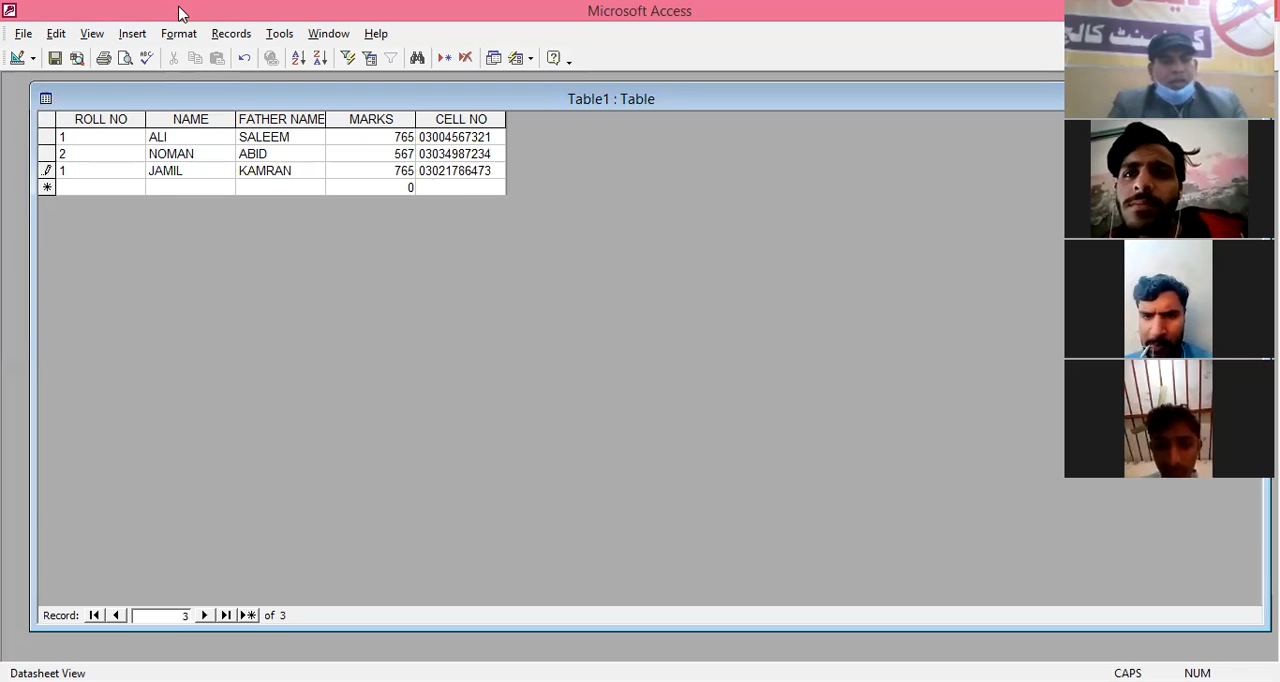 Microsoft Access
File Edit View Insert Format Records Tools Window Help
Table1 : Table
ROLL NO NAME FATHER NAME MARKS CELL NO
1 ALI SALEEM 765 03004567321
2 NOMAN ABID 567 03034987234
1 JAMIL KAMRAN 765 03021786473
0
Record: 3 of 3
Datasheet View CAPS NUM